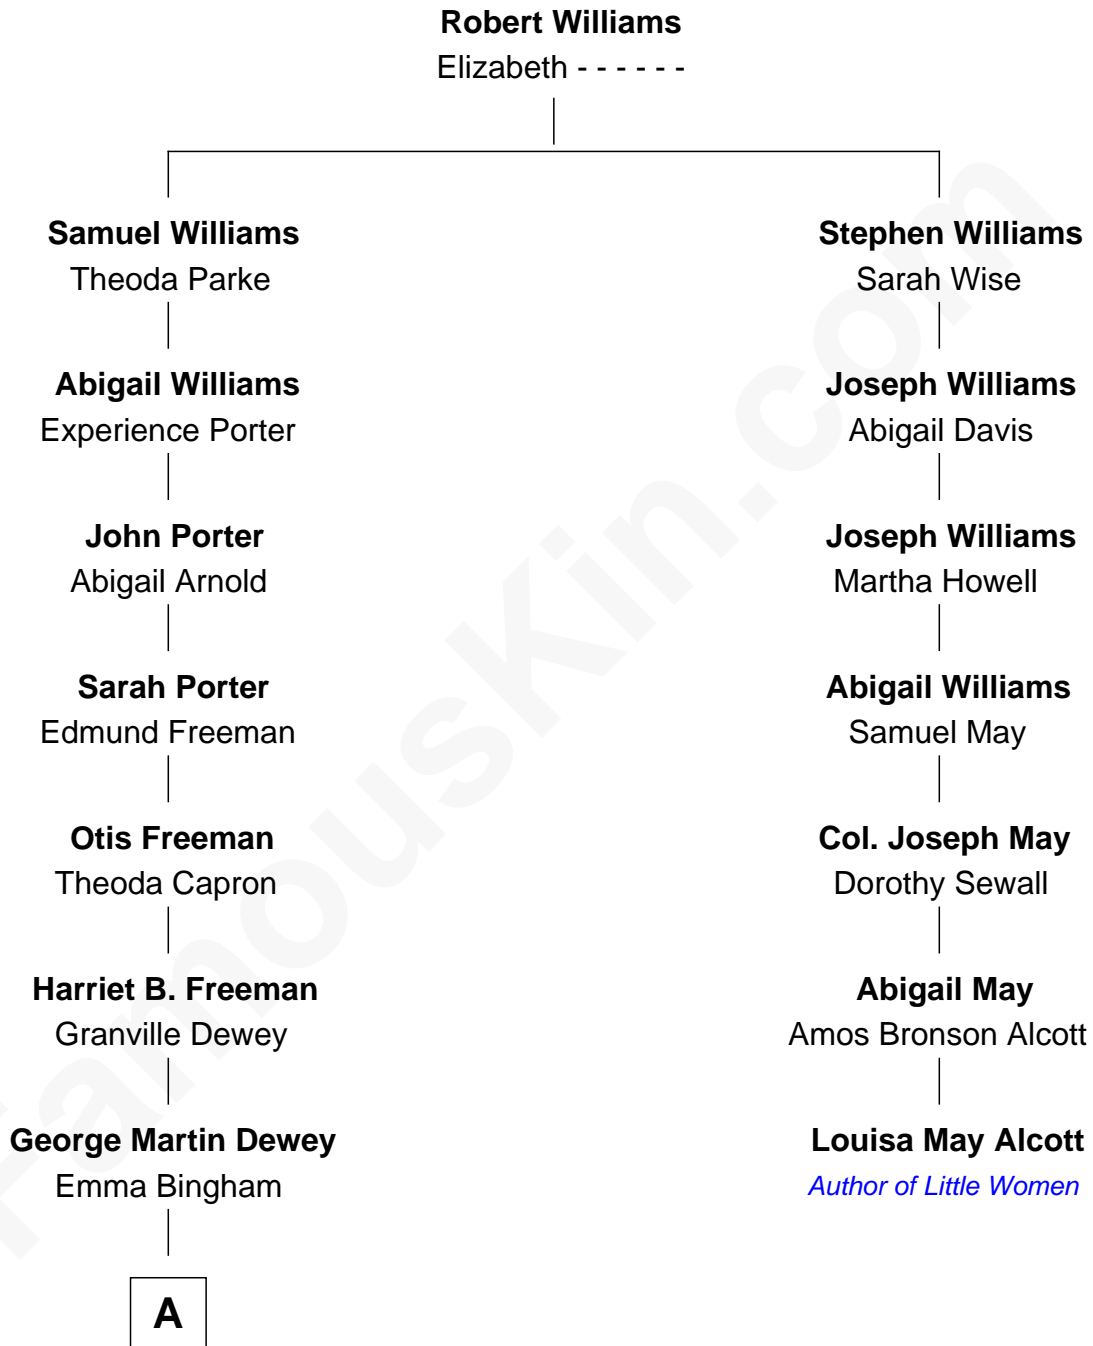 Robert Williams
Elizabeth - - - - - -
Samuel Williams
Theoda Parke
Abigail Williams
Experience Porter
John Porter
Abigail Arnold
Sarah Porter
Edmund Freeman
Otis Freeman
Theoda Capron
Harriet B. Freeman
Granville Dewey
George Martin Dewey
Emma Bingham
A
Stephen Williams
Sarah Wise
Joseph Williams
Abigail Davis
Joseph Williams
Martha Howell
Abigail Williams
Samuel May
Col. Joseph May
Dorothy Sewall
Abigail May
Amos Bronson Alcott
Louisa May Alcott
Author of Little Women
FamousKin.com